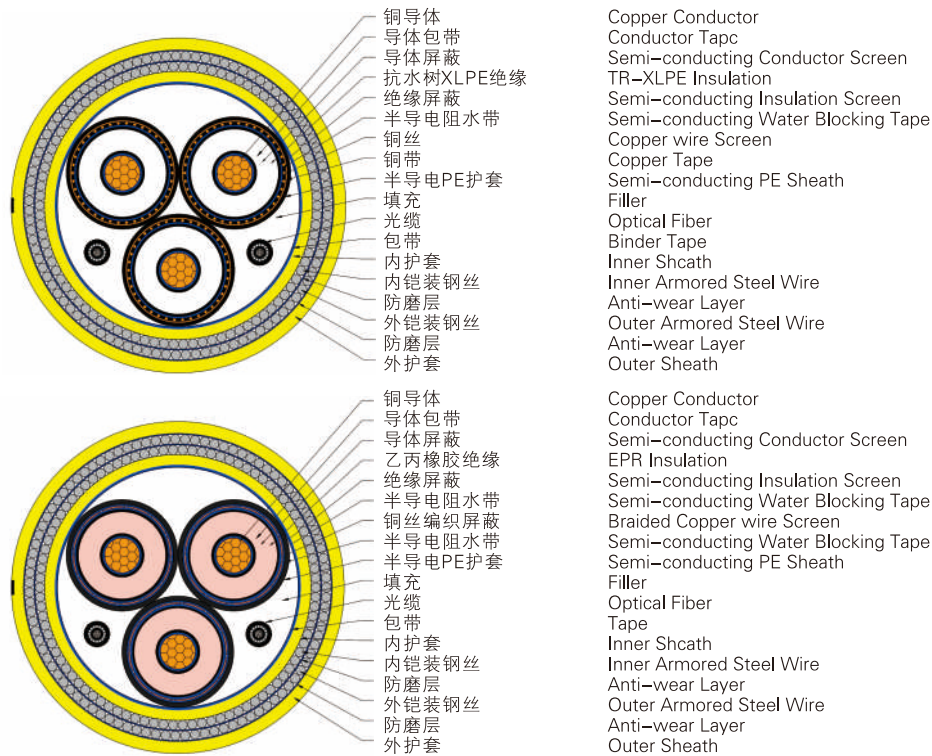 铜导体 Copper Conductor
导体包带 Conductor Tapc
导体屏蔽 Semi-conducting Conductor Screen
抗水树XLPE绝缘 TR-XLPE Insulation
绝缘屏蔽 Semi-conducting Insulation Screen
半导电阻水带 Semi-conducting Water Blocking Tape
铜丝 Copper wire Screen
铜带 Copper Tape
半导电PE护套 Semi-conducting PE Sheath
填充 Filler
光缆 Optical Fiber
包带 Binder Tape
内护套 Inner Shcath
内铠装钢丝 Inner Armored Steel Wire
防磨层 Anti-wear Layer
外铠装钢丝 Outer Armored Steel Wire
防磨层 Anti-wear Layer
外护套 Outer Sheath
铜导体 Copper Conductor
导体包带 Conductor Tapc
导体屏蔽 Semi-conducting Conductor Screen
乙丙橡胶绝缘 EPR Insulation
绝缘屏蔽 Semi-conducting Insulation Screen
半导电阻水带 Semi-conducting Water Blocking Tape
铜丝编织屏蔽 Braided Copper wire Screen
半导电阻水带 Semi-conducting Water Blocking Tape
半导电PE护套 Semi-conducting PE Sheath
填充 Filler
光缆 Optical Fiber
包带 Tape
内护套 Inner Shcath
内铠装钢丝 Inner Armored Steel Wire
防磨层 Anti-wear Layer
外铠装钢丝 Outer Armored Steel Wire
防磨层 Anti-wear Layer
外护套 Outer Sheath